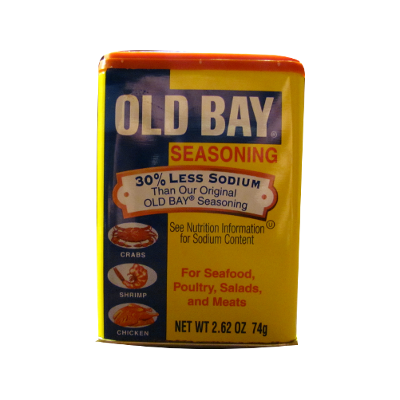 OLD BAY®
SEASONING
30% LESS SODIUM
Than Our Original
OLD BAY® Seasoning
See Nutrition Information
for Sodium Content
CRABS
SHRIMP
CHICKEN
For Seafood,
Poultry, Salads,
and Meats
NET WT 2.62 OZ 74g